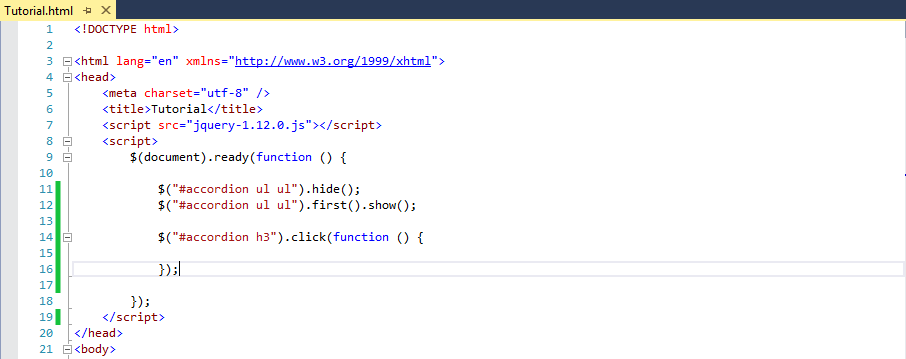 Tutorial.html
1 <!DOCTYPE html>
2
3 <html lang="en" xmlns="http://www.w3.org/1999/xhtml">
4 <head>
5 <meta charset="utf-8" />
6 <title>Tutorial</title>
7 <script src="jquery-1.12.0.js"></script>
8 <script>
9 $(document).ready(function () {
10
11 $("#accordion ul ul").hide();
12 $("#accordion ul ul").first().show();
13
14 $("#accordion h3").click(function () {
15
16 });
17
18 });
19 </script>
20 </head>
21 <body>